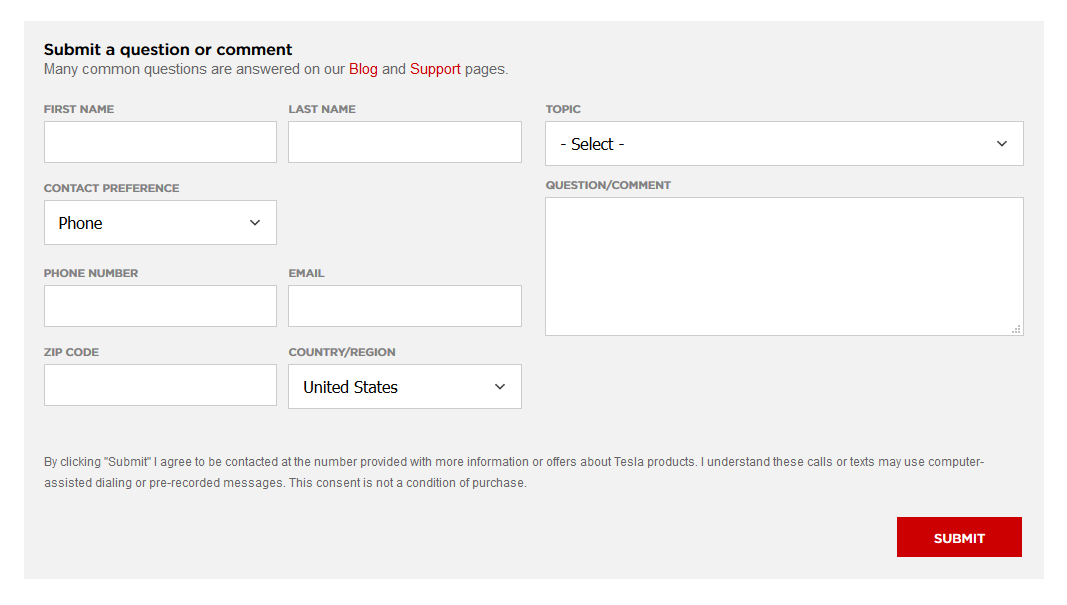 Submit a question or comment
Many common questions are answered on our Blog and Support pages.
FIRST NAME
LAST NAME
CONTACT PREFERENCE
Phone
PHONE NUMBER
EMAIL
ZIP CODE
COUNTRY/REGION
United States
TOPIC
- Select -
QUESTION/COMMENT
By clicking "Submit" I agree to be contacted at the number provided with more information or offers about Tesla products. I understand these calls or texts may use computer-
assisted dialing or pre-recorded messages. This consent is not a condition of purchase.
SUBMIT